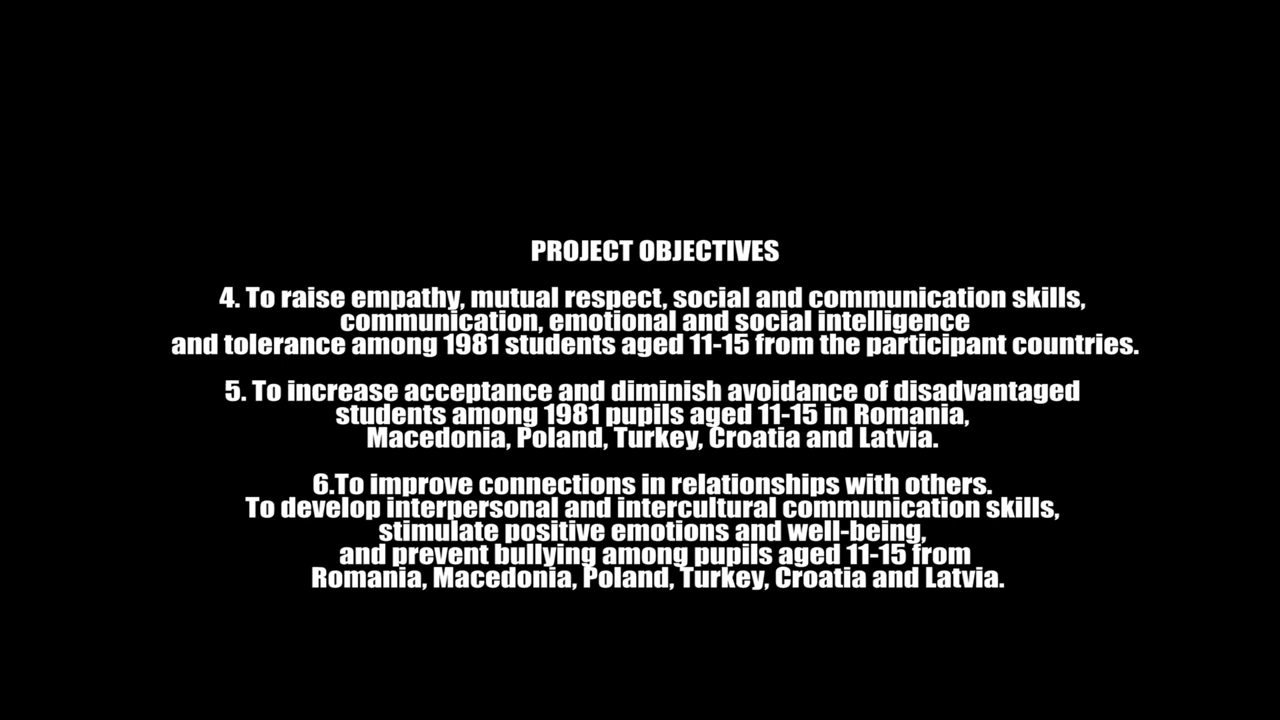 PROJECT OBJECTIVES
4. To raise empathy, mutual respect, social and communication skills,
communication, emotional and social intelligence
and tolerance among 1981 students aged 11-15 from the participant countries.
5. To increase acceptance and diminish avoidance of disadvantaged
students among 1981 pupils aged 11-15 in Romania,
Macedonia, Poland, Turkey, Croatia and Latvia.
6.To improve connections in relationships with others.
To develop interpersonal and intercultural communication skills,
stimulate positive emotions and well-being,
and prevent bullying among pupils aged 11-15 from
Romania, Macedonia, Poland, Turkey, Croatia and Latvia.